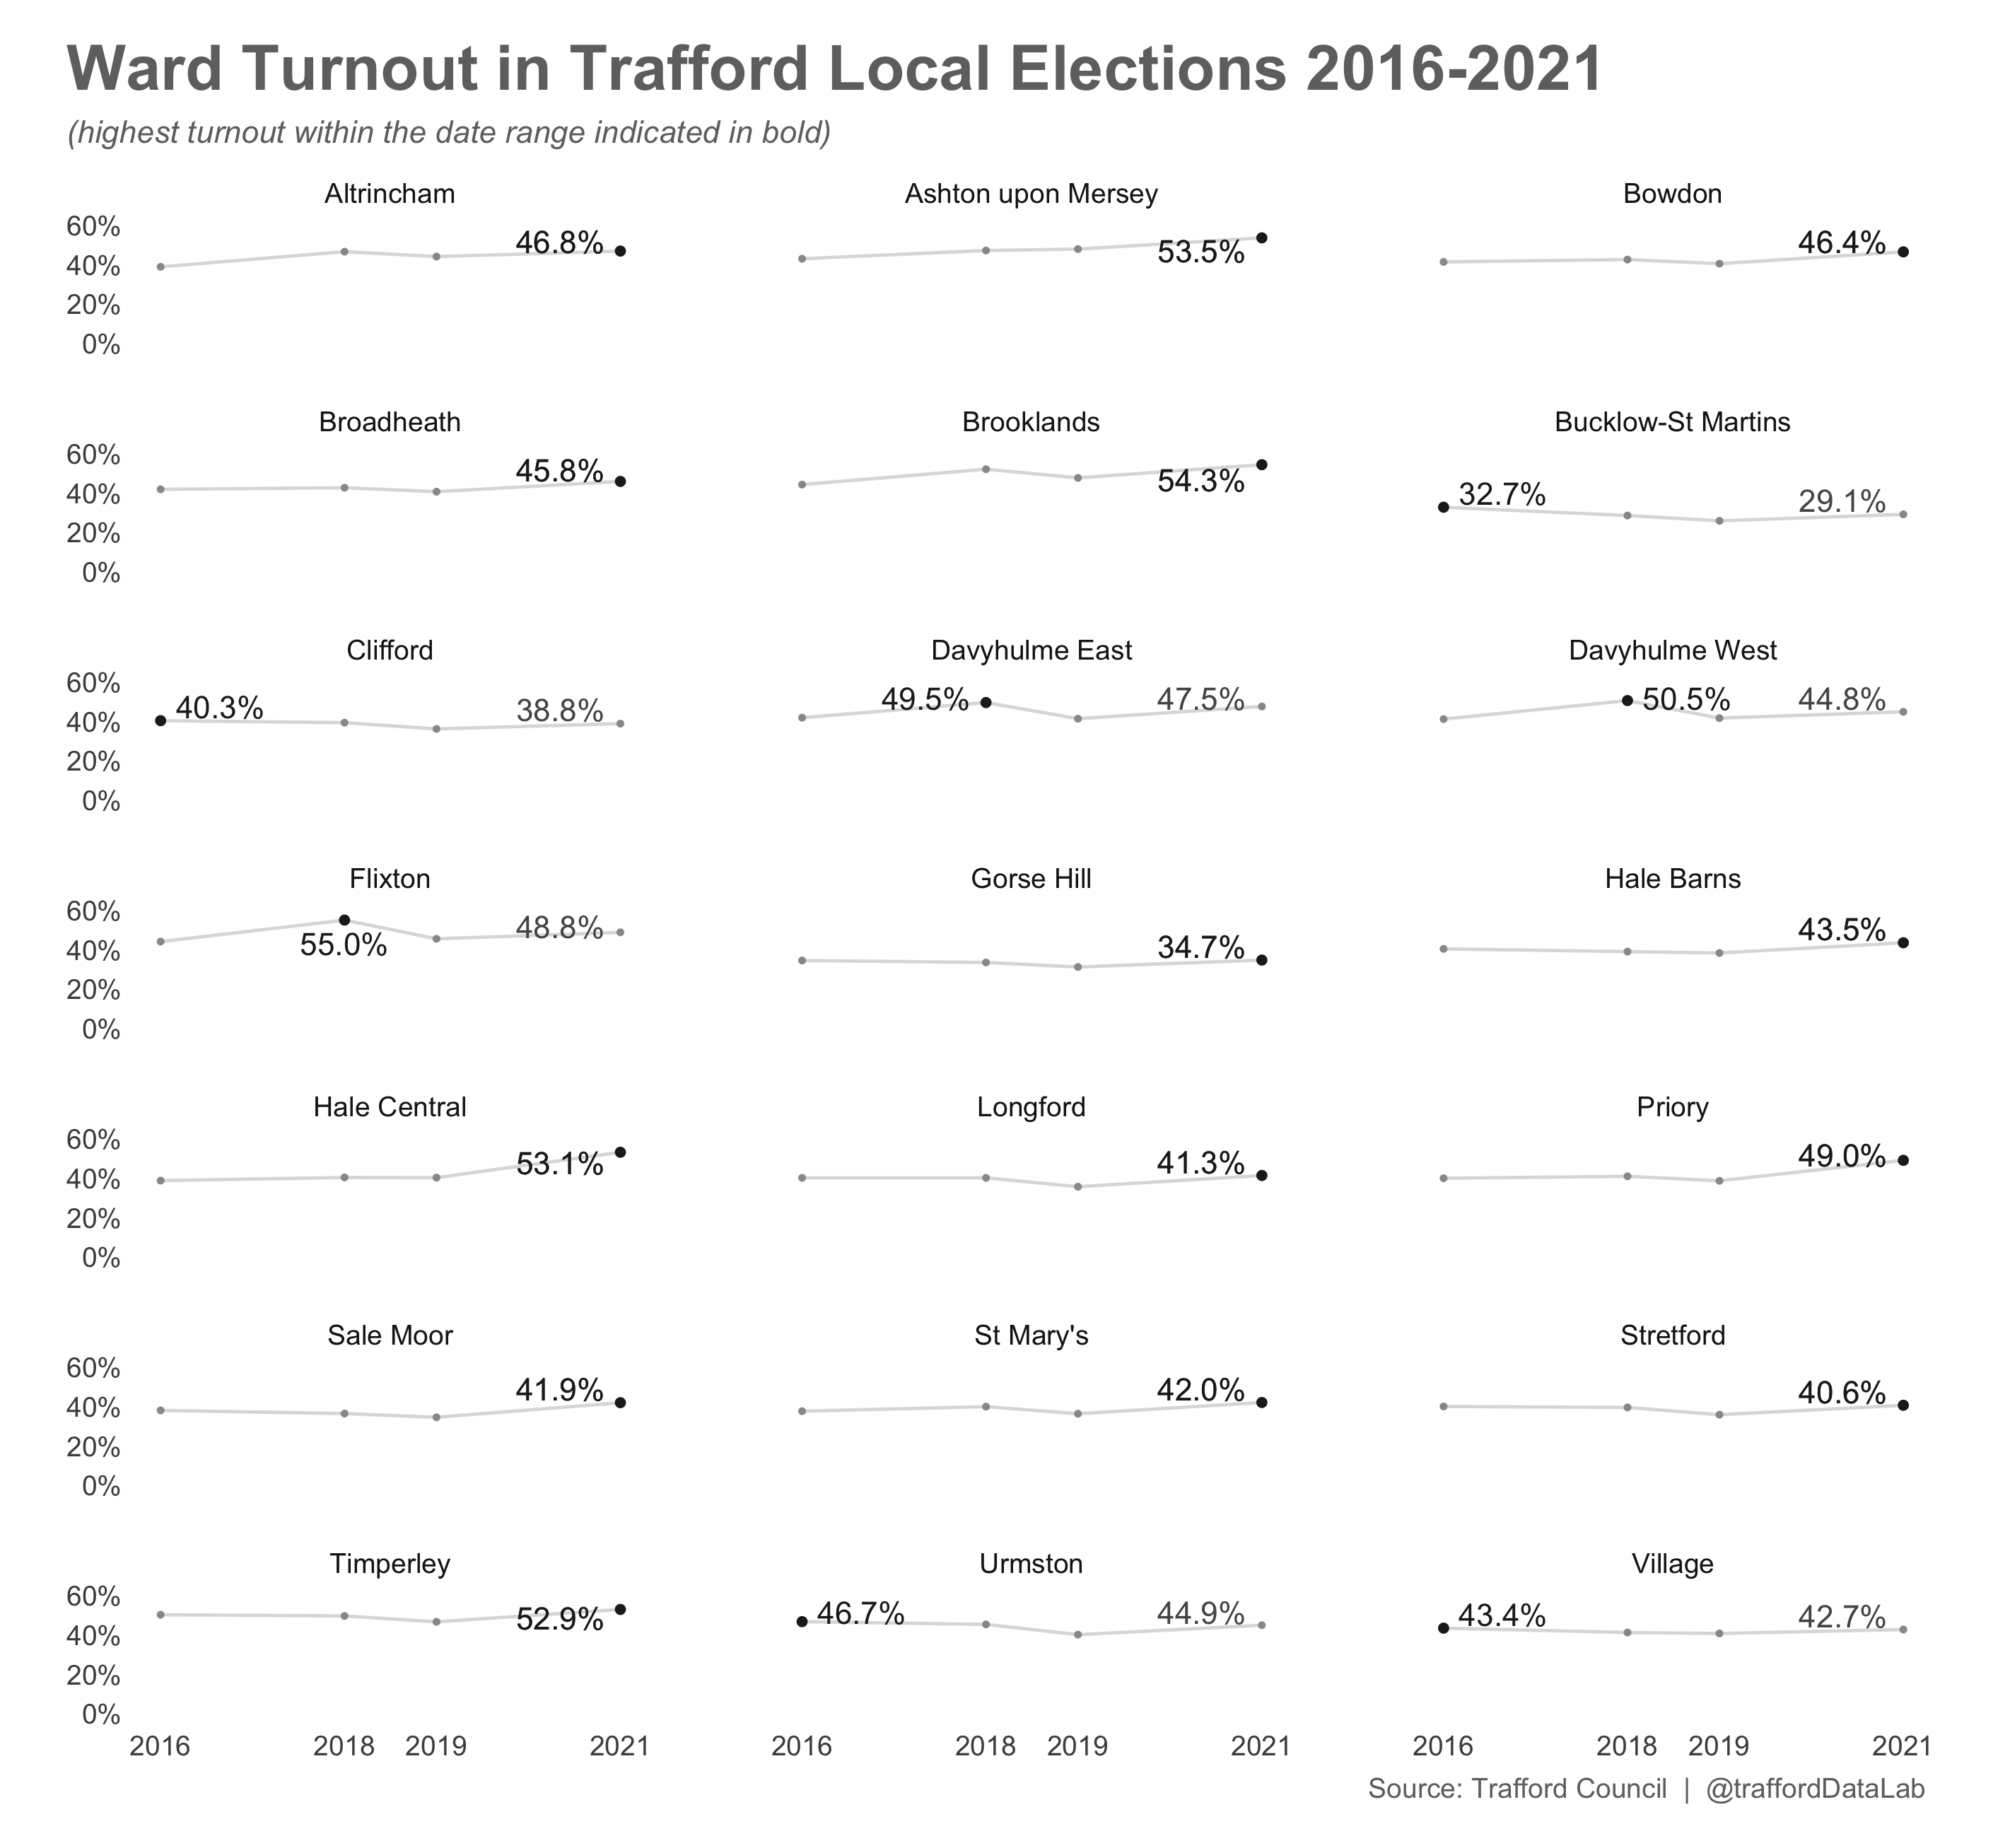 Ward Turnout in Trafford Local Elections 2016-2021
(highest turnout within the date range indicated in bold)
Altrincham
Ashton upon Mersey
Bowdon
60%
40%
20%
0%
46.8%
53.5%
46.4%
Broadheath
Brooklands
Bucklow-St Martins
60%
40%
20%
0%
45.8%
54.3%
32.7%
29.1%
Clifford
Davyhulme East
Davyhulme West
60%
40%
20%
0%
40.3%
38.8%
49.5%
47.5%
50.5%
44.8%
Flixton
Gorse Hill
Hale Barns
60%
40%
20%
0%
55.0%
48.8%
34.7%
43.5%
Hale Central
Longford
Priory
60%
40%
20%
0%
53.1%
41.3%
49.0%
Sale Moor
St Mary's
Stretford
60%
40%
20%
0%
41.9%
42.0%
40.6%
Timperley
Urmston
Village
60%
40%
20%
0%
52.9%
46.7%
44.9%
43.4%
42.7%
2016 2018 2019 2021
2016 2018 2019 2021
2016 2018 2019 2021
Source: Trafford Council | @traffordDataLab